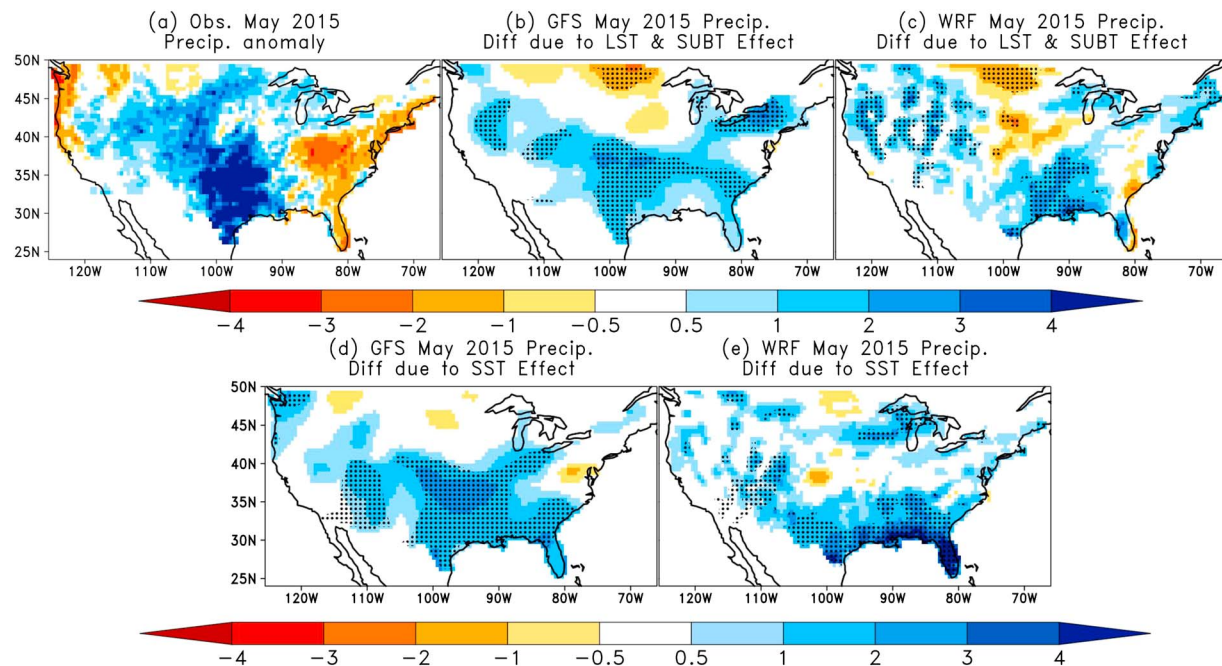 (a) Obs. May 2015
Precip. anomaly
(b) GFS May 2015 Precip.
Diff due to LST & SUBT Effect
(c) WRF May 2015 Precip.
Diff due to LST & SUBT Effect
50N
45N
40N
35N
30N
25N
120W 110W 100W 90W 80W 70W
120W 110W 100W 90W 80W 70W
120W 110W 100W 90W 80W 70W
-4 -3 -2 -1 -0.5 0.5 1 2 3 4
(d) GFS May 2015 Precip.
Diff due to SST Effect
(e) WRF May 2015 Precip.
Diff due to SST Effect
50N
45N
40N
35N
30N
25N
120W 110W 100W 90W 80W 70W
120W 110W 100W 90W 80W 70W
-4 -3 -2 -1 -0.5 0.5 1 2 3 4